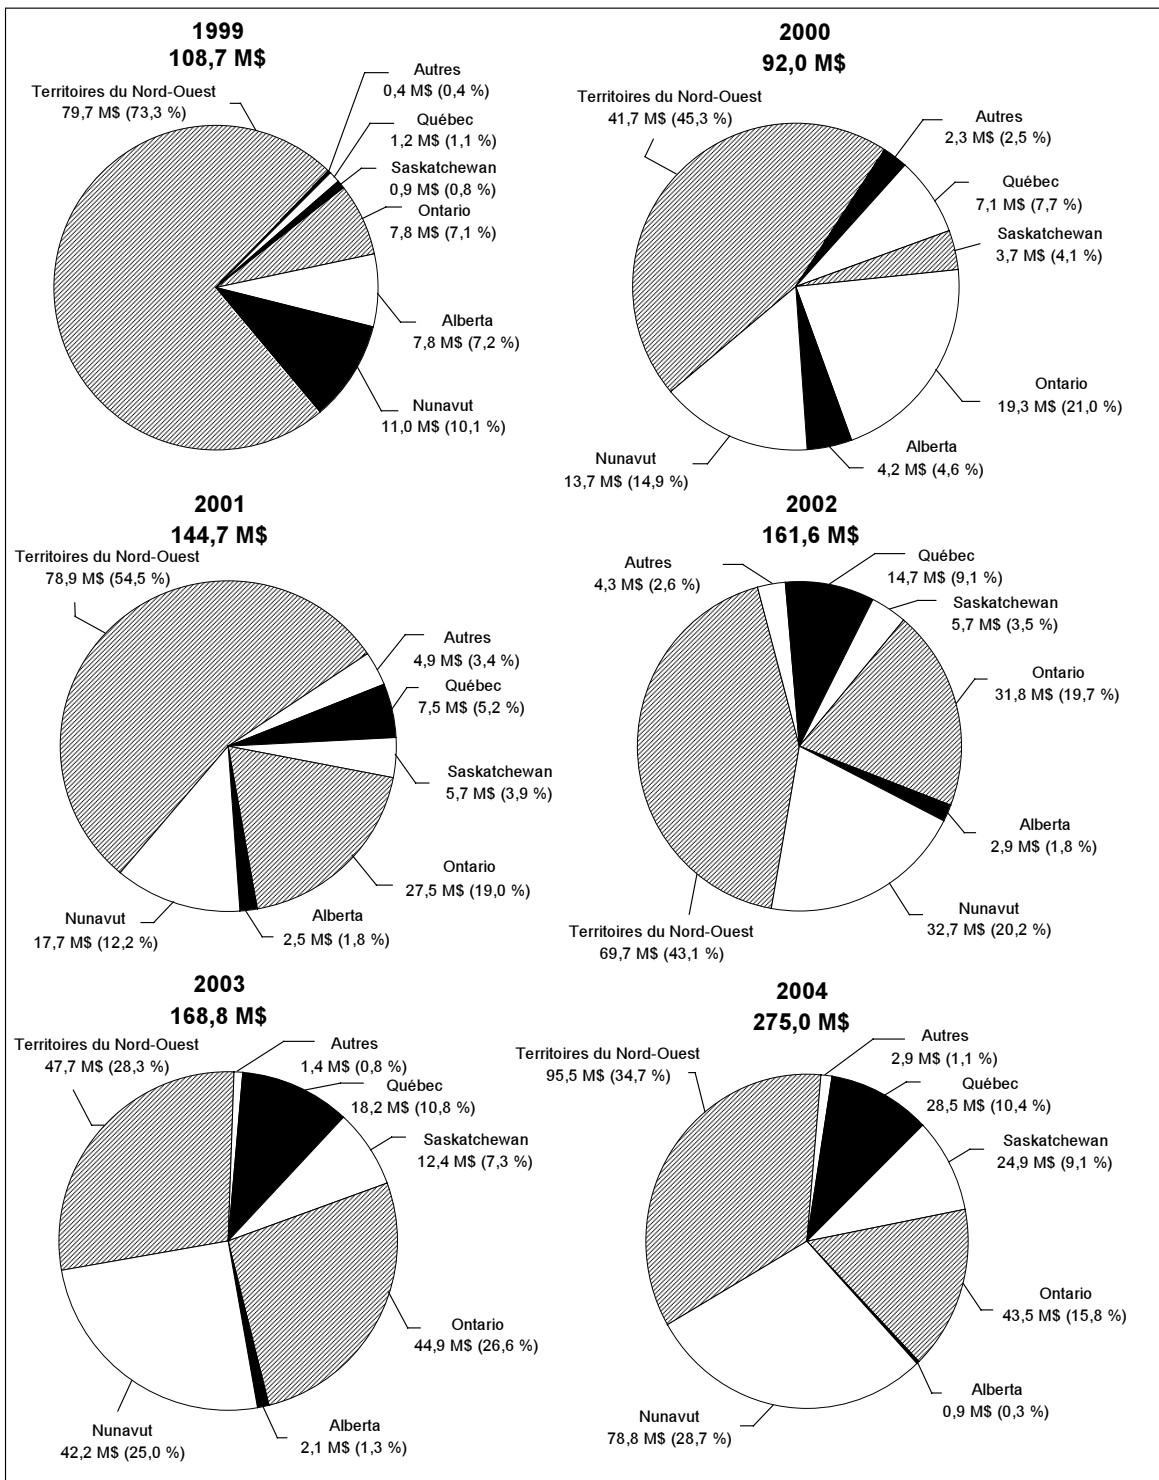 1999
108,7 M$
Territoires du Nord-Ouest
79,7 M$ (73,3 %)
Autres
0,4 M$ (0,4 %)
Québec
1,2 M$ (1,1 %)
Saskatchewan
0,9 M$ (0,8 %)
Ontario
7,8 M$ (7,1 %)
Alberta
7,8 M$ (7,2 %)
Nunavut
11,0 M$ (10,1 %)
2000
92,0 M$
Territoires du Nord-Ouest
41,7 M$ (45,3 %)
Autres
2,3 M$ (2,5 %)
Québec
7,1 M$ (7,7 %)
Saskatchewan
3,7 M$ (4,1 %)
Ontario
19,3 M$ (21,0 %)
Alberta
4,2 M$ (4,6 %)
Nunavut
13,7 M$ (14,9 %)
2001
144,7 M$
Territoires du Nord-Ouest
78,9 M$ (54,5 %)
Autres
4,9 M$ (3,4 %)
Québec
7,5 M$ (5,2 %)
Saskatchewan
5,7 M$ (3,9 %)
Ontario
27,5 M$ (19,0 %)
Alberta
2,5 M$ (1,8 %)
Nunavut
17,7 M$ (12,2 %)
2002
161,6 M$
Autres
4,3 M$ (2,6 %)
Québec
14,7 M$ (9,1 %)
Saskatchewan
5,7 M$ (3,5 %)
Ontario
31,8 M$ (19,7 %)
Alberta
2,9 M$ (1,8 %)
Nunavut
32,7 M$ (20,2 %)
Territoires du Nord-Ouest
69,7 M$ (43,1 %)
2003
168,8 M$
Territoires du Nord-Ouest
47,7 M$ (28,3 %)
Autres
1,4 M$ (0,8 %)
Québec
18,2 M$ (10,8 %)
Saskatchewan
12,4 M$ (7,3 %)
Ontario
44,9 M$ (26,6 %)
Alberta
2,1 M$ (1,3 %)
Nunavut
42,2 M$ (25,0 %)
2004
275,0 M$
Territoires du Nord-Ouest
95,5 M$ (34,7 %)
Autres
2,9 M$ (1,1 %)
Québec
28,5 M$ (10,4 %)
Saskatchewan
24,9 M$ (9,1 %)
Ontario
43,5 M$ (15,8 %)
Alberta
0,9 M$ (0,3 %)
Nunavut
78,8 M$ (28,7 %)